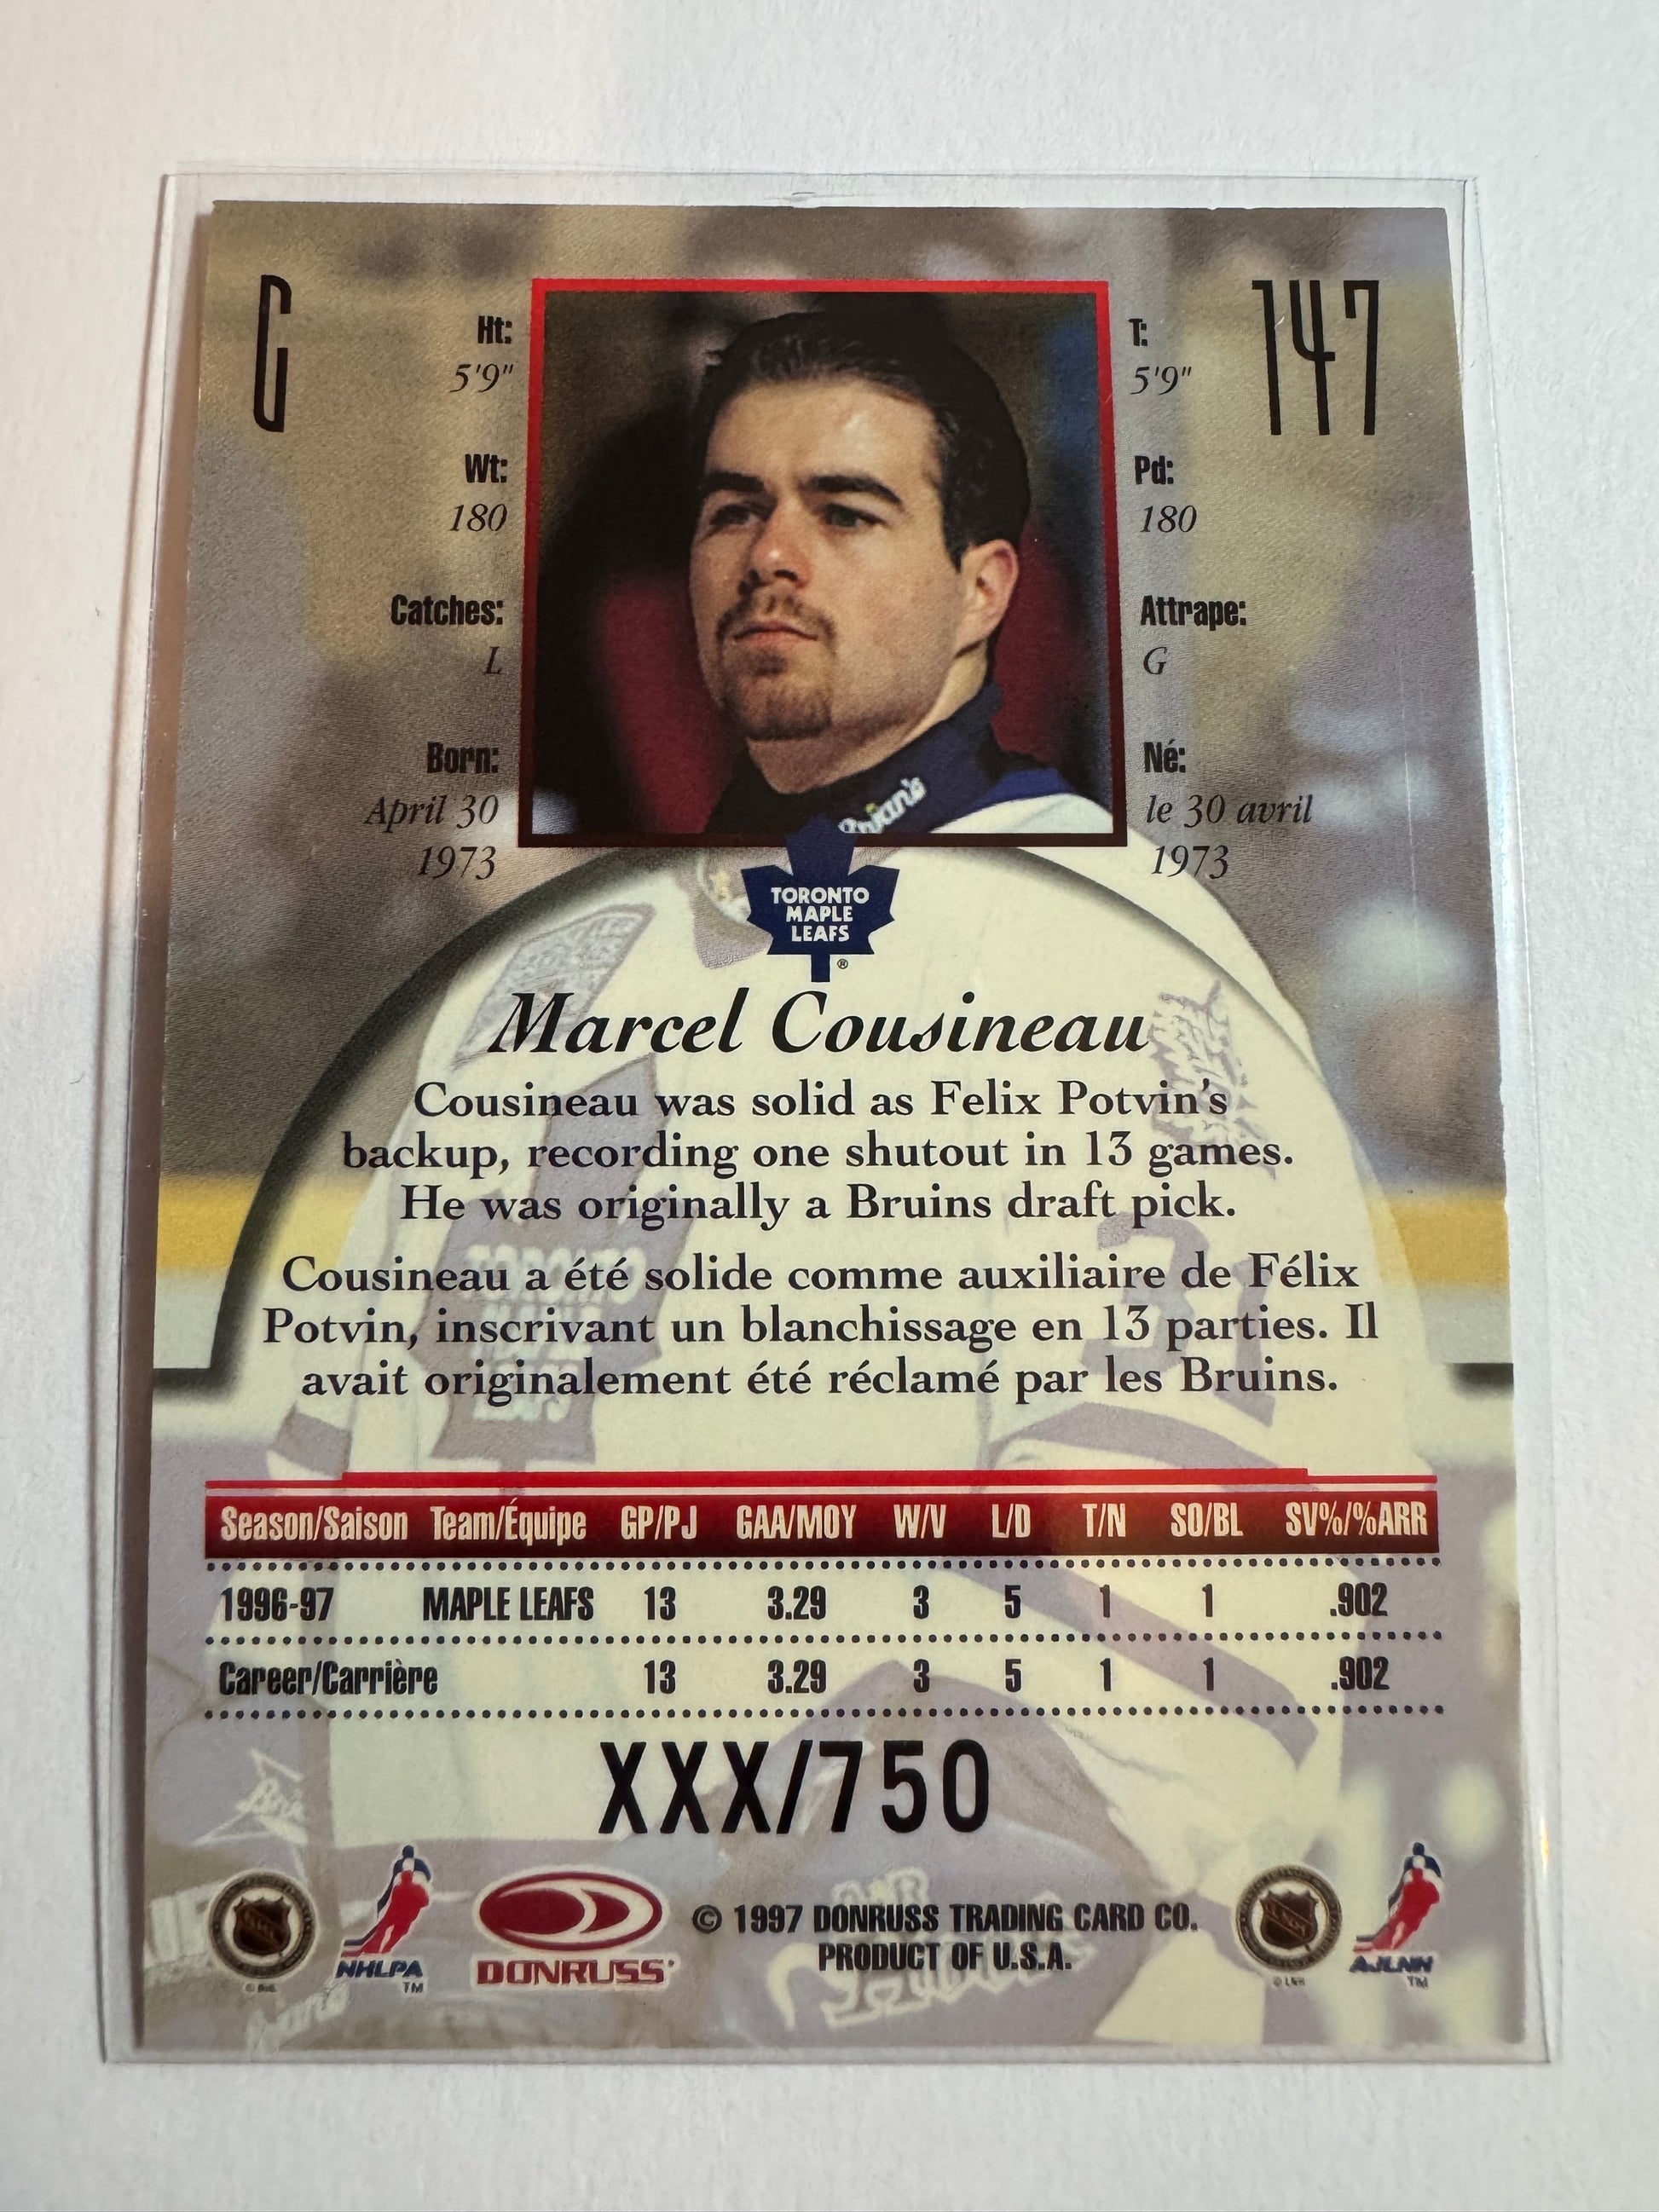 G
147
Ht:
5'9"
T:
5'9"
Wt:
180
Pd:
180
Catches:
L
Attrape:
G
Born:
April 30
1973
Né:
le 30 avril
1973
Brian's
TORONTO
MAPLE
LEAFS
®
Marcel Cousineau
Cousineau was solid as Felix Potvin's
backup, recording one shutout in 13 games.
He was originally a Bruins draft pick.
Cousineau a été solide comme auxiliaire de Félix
Potvin, inscrivant un blanchissage en 13 parties. Il
avait originalement été réclamé par les Bruins.
Season/Saison Team/Équipe GP/PJ GAA/MOY W/V L/D T/N SO/BL SV%/%ARR
1996-97 MAPLE LEAFS 13 3.29 3 5 1 1 .902
Career/Carrière 13 3.29 3 5 1 1 .902
XXX/750
NHL
NHLPA
TM
DONRUSS
© 1997 DONRUSS TRADING CARD CO.
PRODUCT OF U.S.A.
© LNH
AJLNH
TM